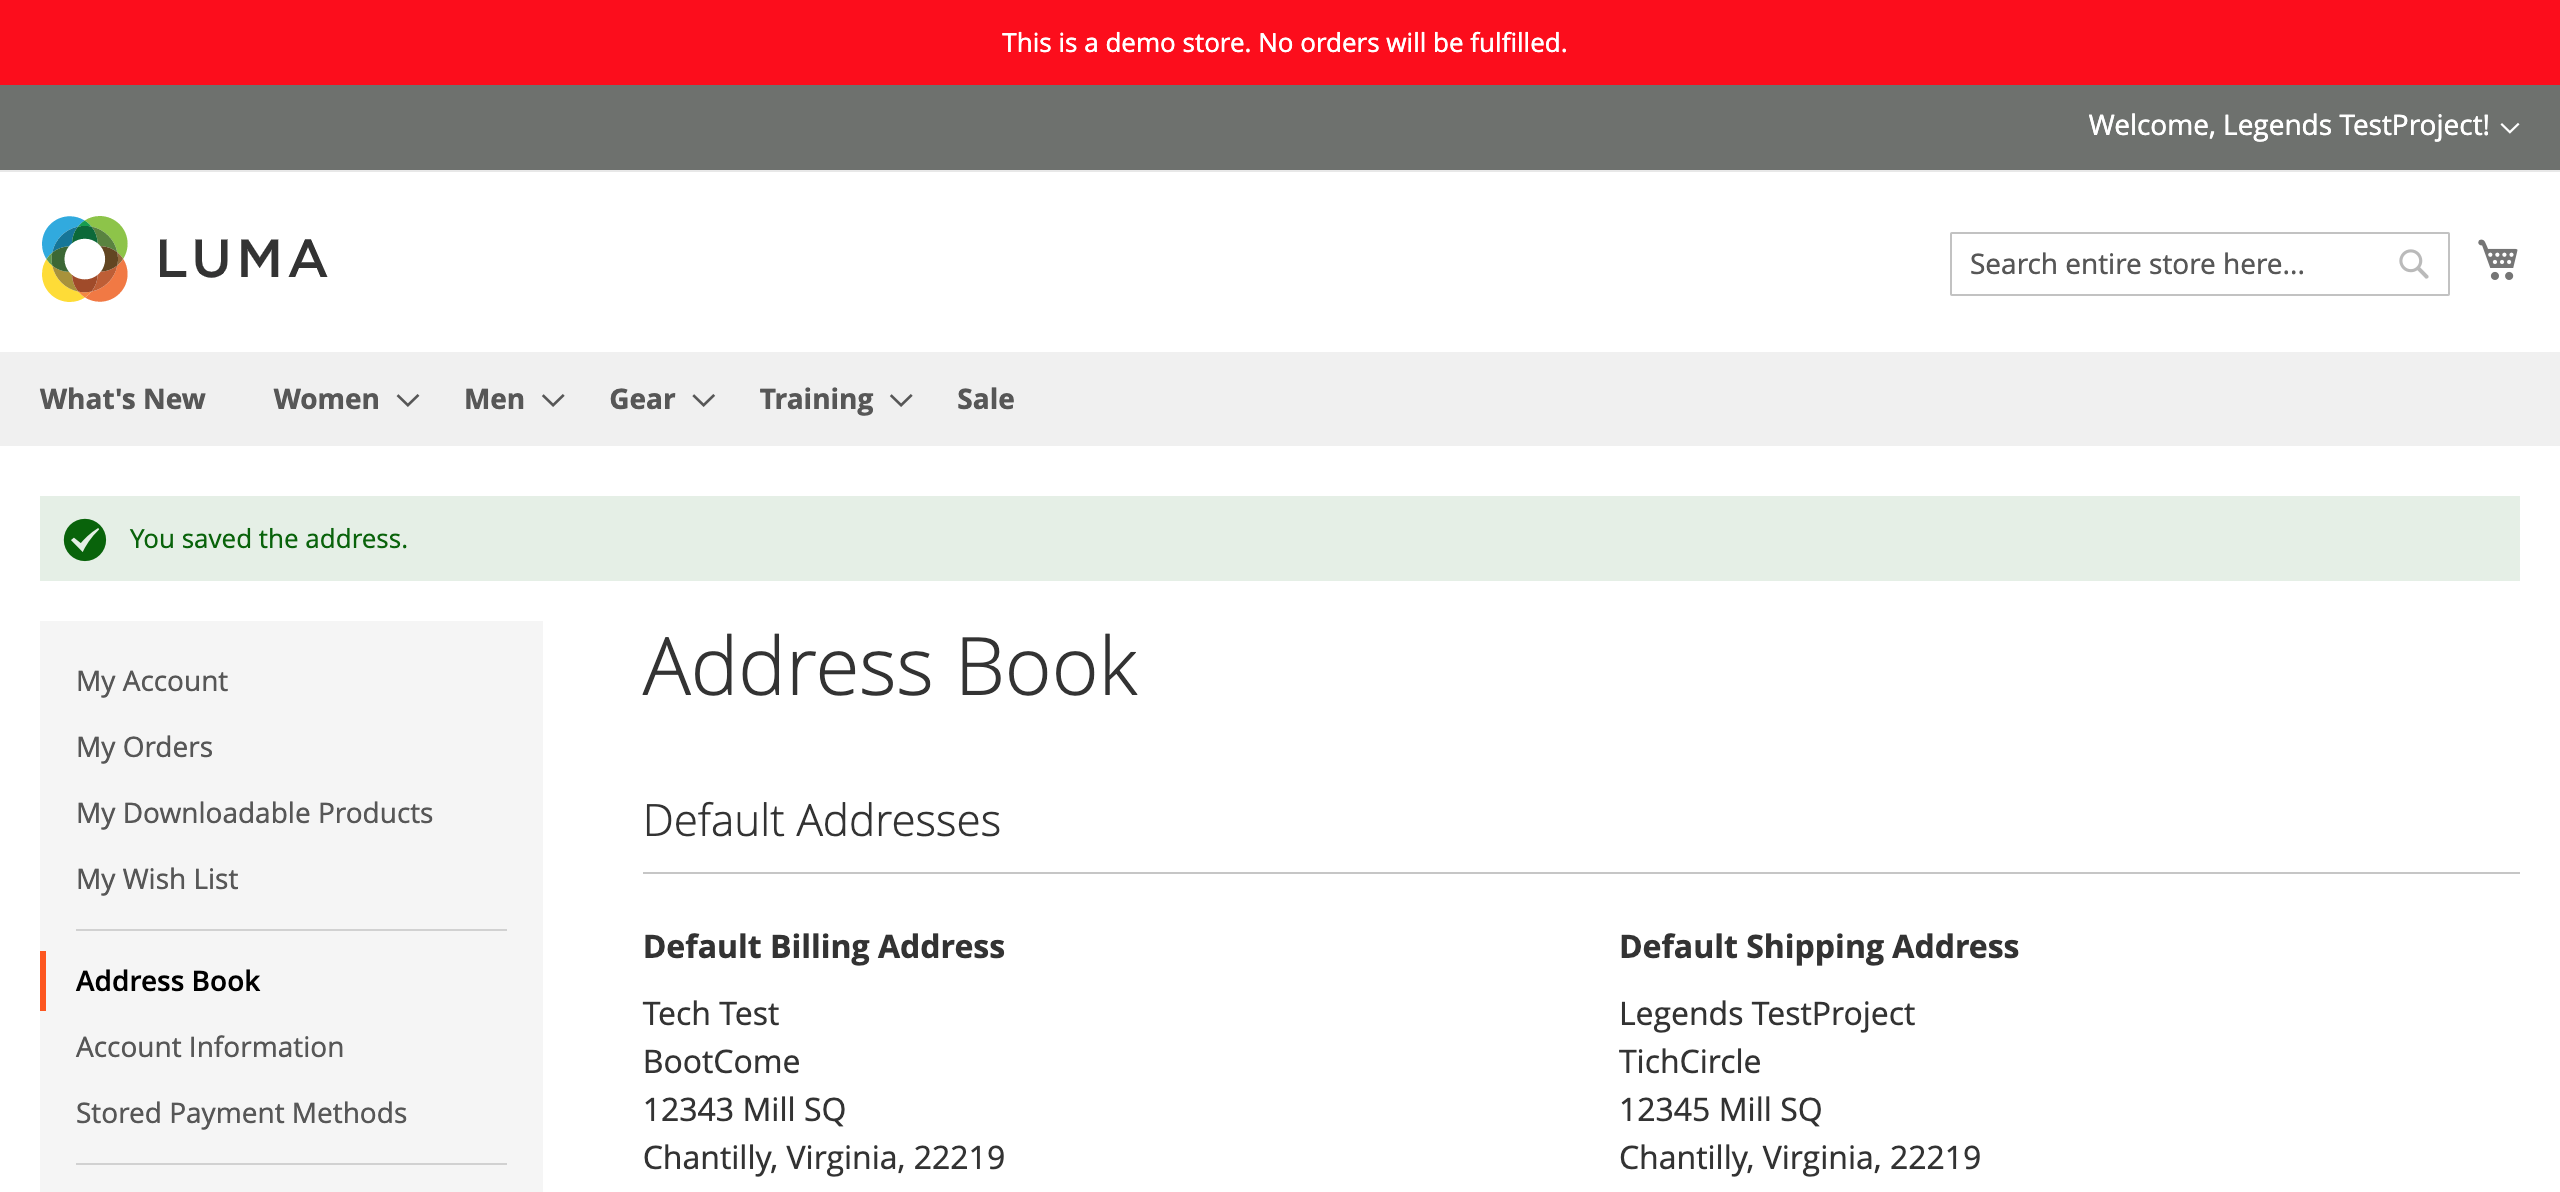 This is a demo store. No orders will be fulfilled.
Welcome, Legends TestProject!
LUMA
Search entire store here...
What's New Women Men Gear Training Sale
You saved the address.
My Account
My Orders
My Downloadable Products
My Wish List
Address Book
Account Information
Stored Payment Methods
Address Book
Default Addresses
Default Billing Address
Tech Test
BootCome
12343 Mill SQ
Chantilly, Virginia, 22219
Default Shipping Address
Legends TestProject
TichCircle
12345 Mill SQ
Chantilly, Virginia, 22219